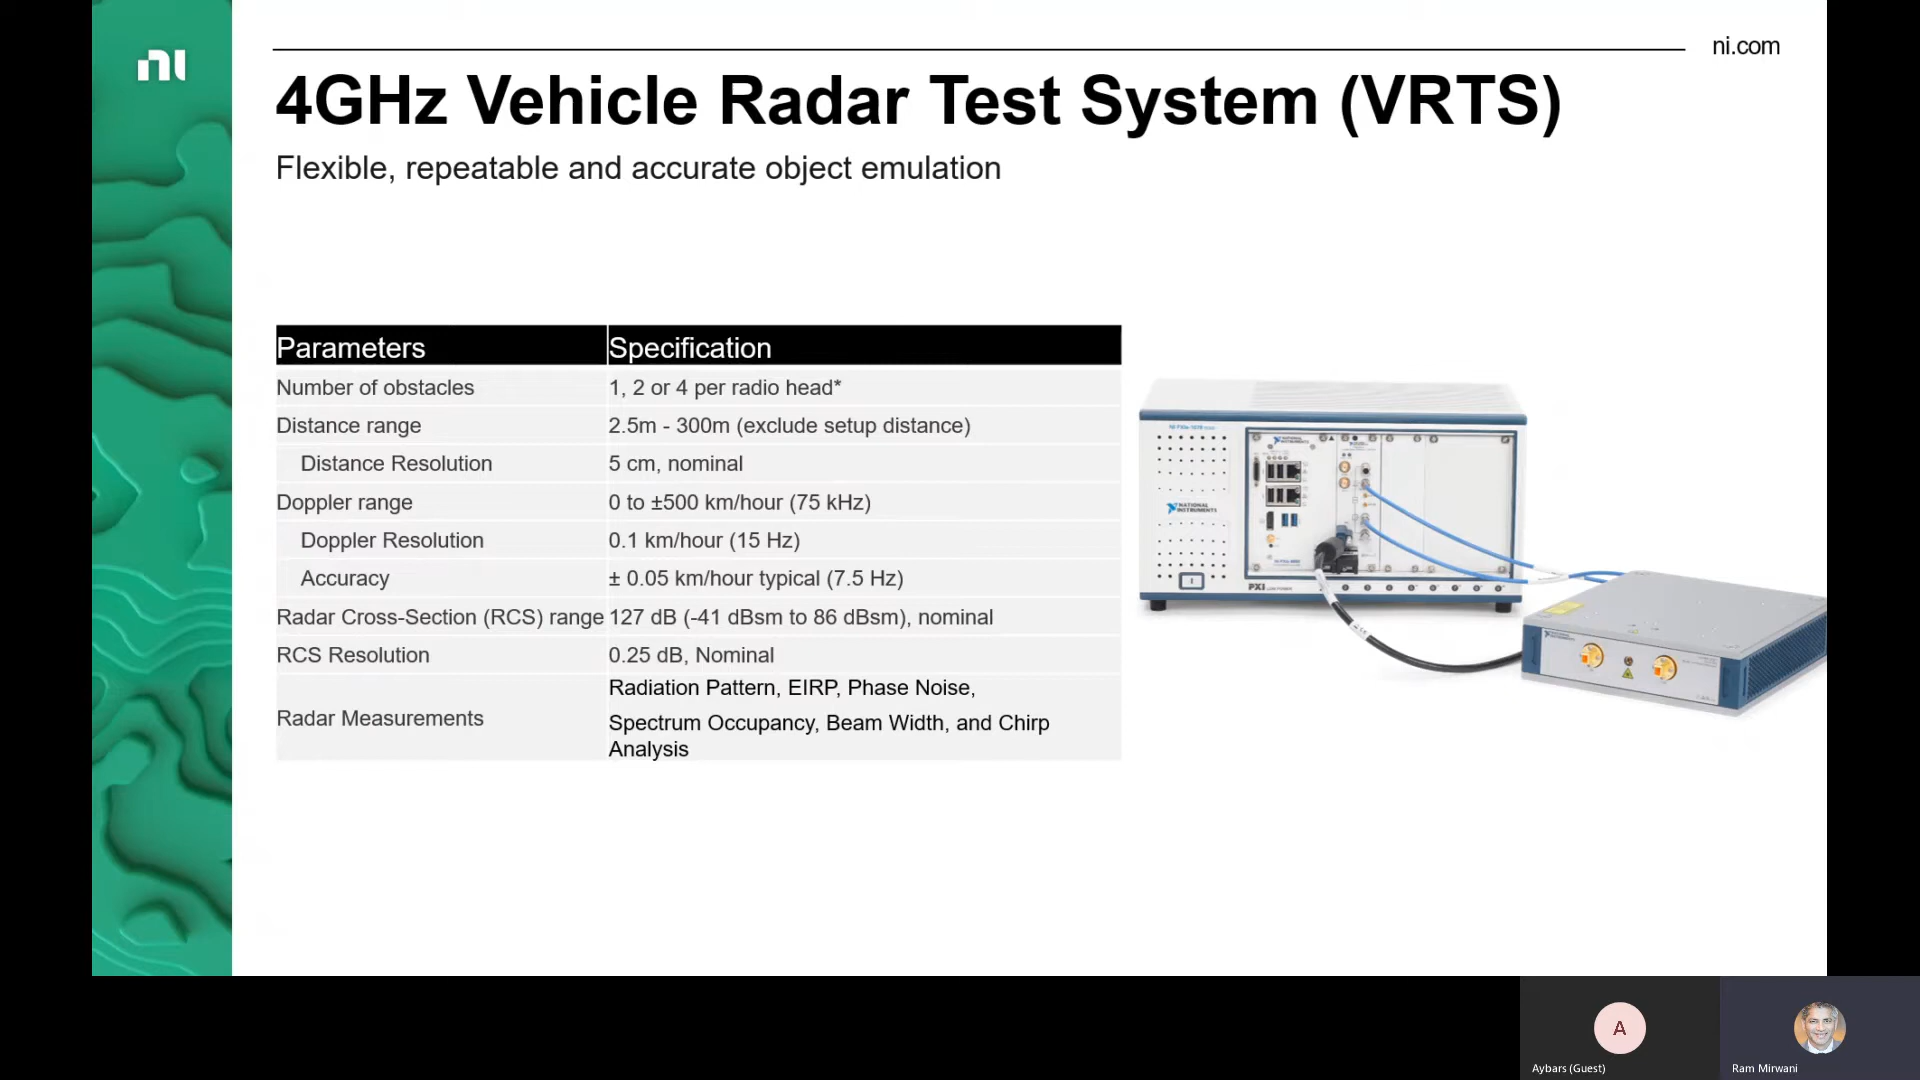 ni
ni.com
4GHz Vehicle Radar Test System (VRTS)
Flexible, repeatable and accurate object emulation
Parameters Specification
Number of obstacles 1, 2 or 4 per radio head*
Distance range 2.5m - 300m (exclude setup distance)
Distance Resolution 5 cm, nominal
Doppler range 0 to ±500 km/hour (75 kHz)
Doppler Resolution 0.1 km/hour (15 Hz)
Accuracy ± 0.05 km/hour typical (7.5 Hz)
Radar Cross-Section (RCS) range 127 dB (-41 dBsm to 86 dBsm), nominal
RCS Resolution 0.25 dB, Nominal
Radar Measurements Radiation Pattern, EIRP, Phase Noise,
Spectrum Occupancy, Beam Width, and Chirp
Analysis
NATIONAL
INSTRUMENTS
PXI
A
Aybars (Guest)
Ram Mirwani